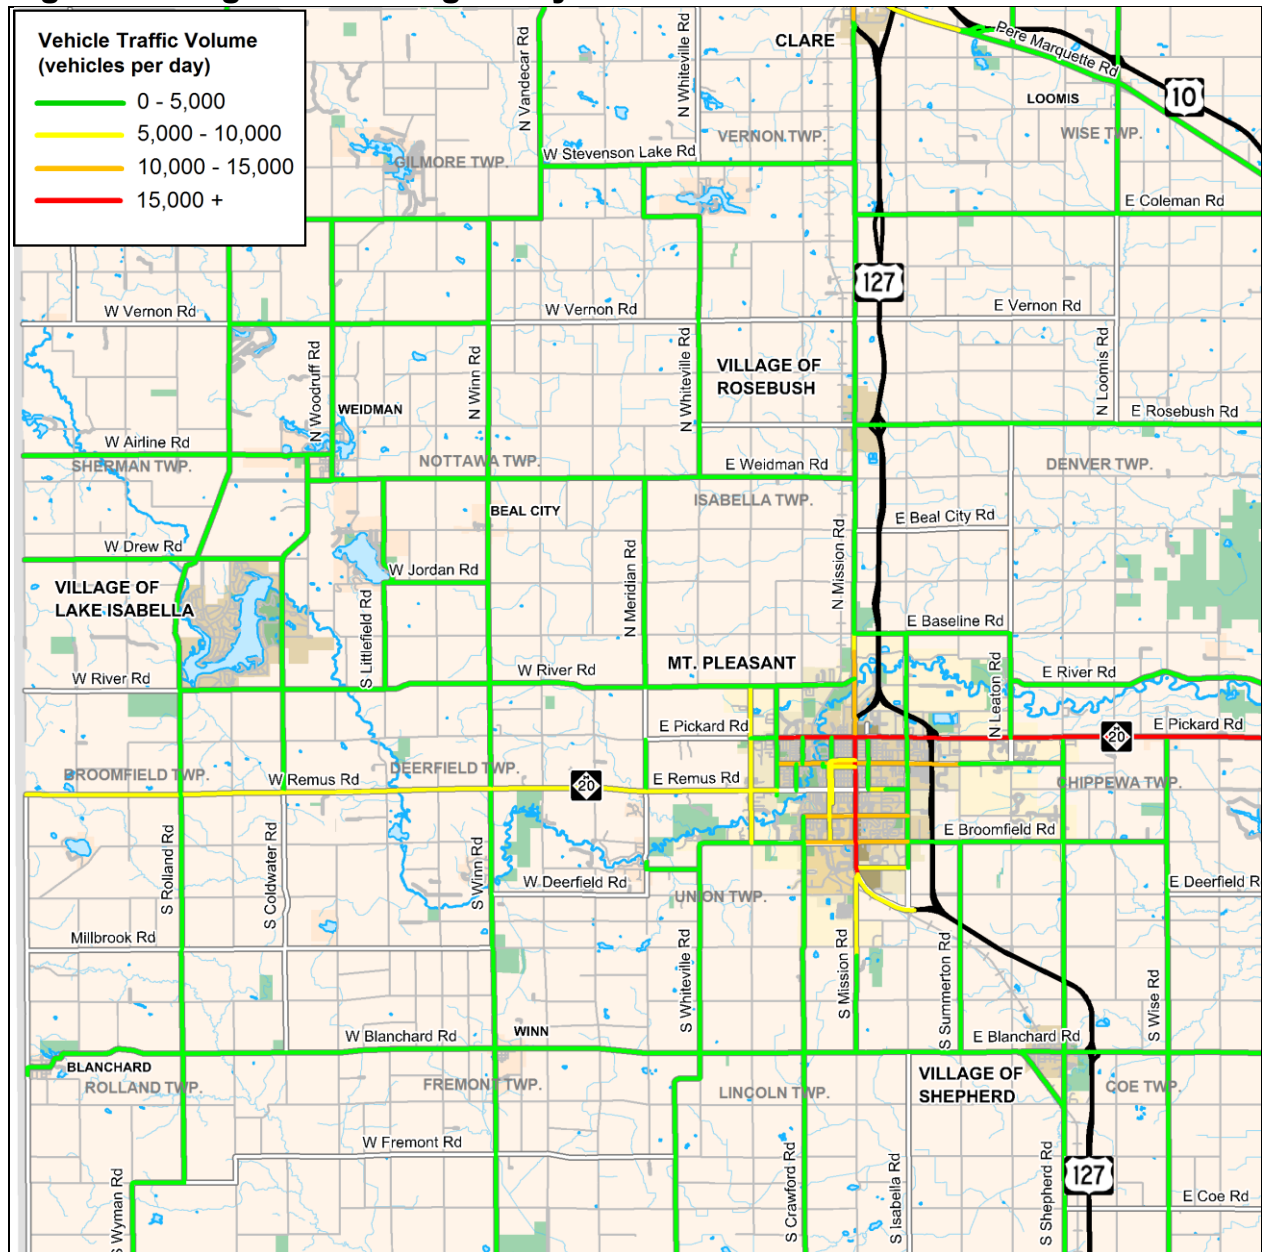 Vehicle Traffic Volume
(vehicles per day)
0 - 5,000
5,000 - 10,000
10,000 - 15,000
15,000 +
CLARE
Pere Marquette Rd
10
LOOMIS
N Vandecar Rd
N Whiteville Rd
VERNON TWP.
WISE TWP.
GILMORE TWP.
W Stevenson Lake Rd
E Coleman Rd
127
W Vernon Rd
W Vernon Rd
E Vernon Rd
N Woodruff Rd
N Winn Rd
N Whiteville Rd
VILLAGE OF
ROSEBUSH
N Loomis Rd
WEIDMAN
E Rosebush Rd
W Airline Rd
SHERMAN TWP.
NOTTAWA TWP.
E Weidman Rd
DENVER TWP.
ISABELLA TWP.
BEAL CITY
E Beal City Rd
W Drew Rd
W Jordan Rd
N Meridian Rd
N Mission Rd
VILLAGE OF
LAKE ISABELLA
S Littlefield Rd
E Baseline Rd
MT. PLEASANT
W River Rd
W River Rd
E River Rd
N Leaton Rd
E Pickard Rd
20
E Pickard Rd
BROOMFIELD TWP.
W Remus Rd
DEERFIELD TWP.
20
E Remus Rd
CHIPPEWA TWP.
E Broomfield Rd
S Rolland Rd
S Coldwater Rd
S Winn Rd
W Deerfield Rd
UNION TWP.
E Deerfield R
Millbrook Rd
S Whiteville Rd
S Mission Rd
S Summerton Rd
S Wise Rd
W Blanchard Rd
WINN
E Blanchard Rd
BLANCHARD
ROLLAND TWP.
FREMONT TWP.
LINCOLN TWP.
VILLAGE OF
SHEPHERD
COE TWP.
W Fremont Rd
S Wyman Rd
S Crawford Rd
S Isabella Rd
S Shepherd Rd
127
E Coe Rd